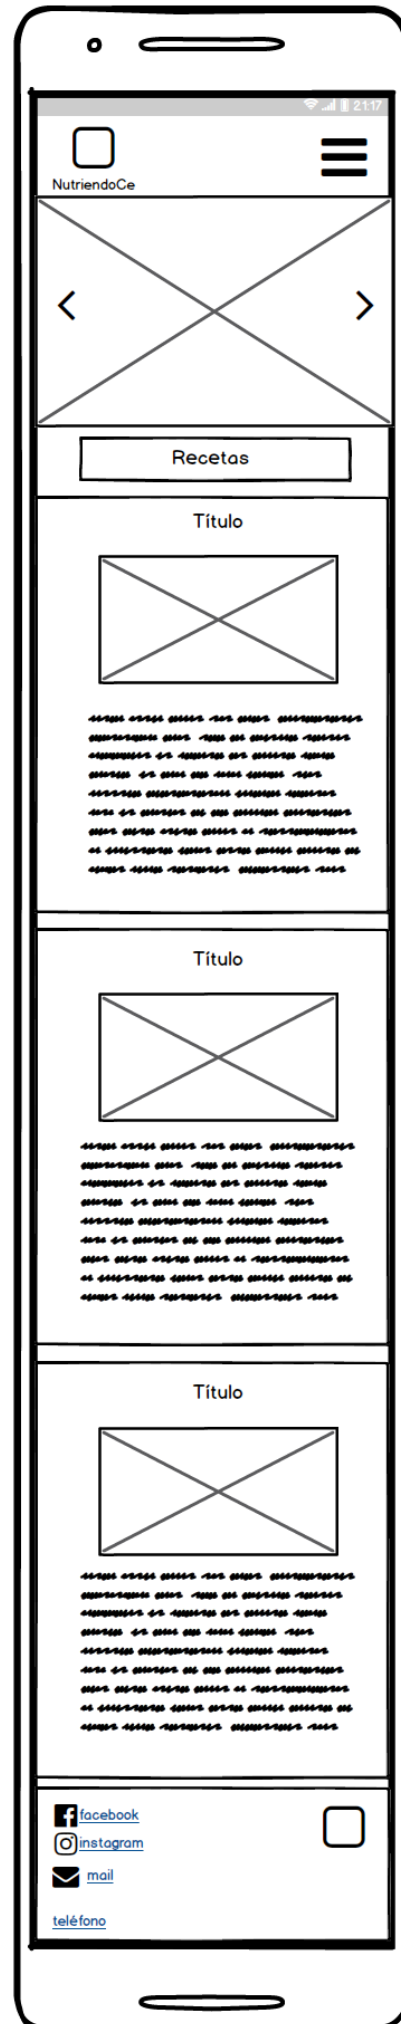 21:17
NutriendoCe
Recetas
Título
Título
Título
facebook
instagram
mail
teléfono